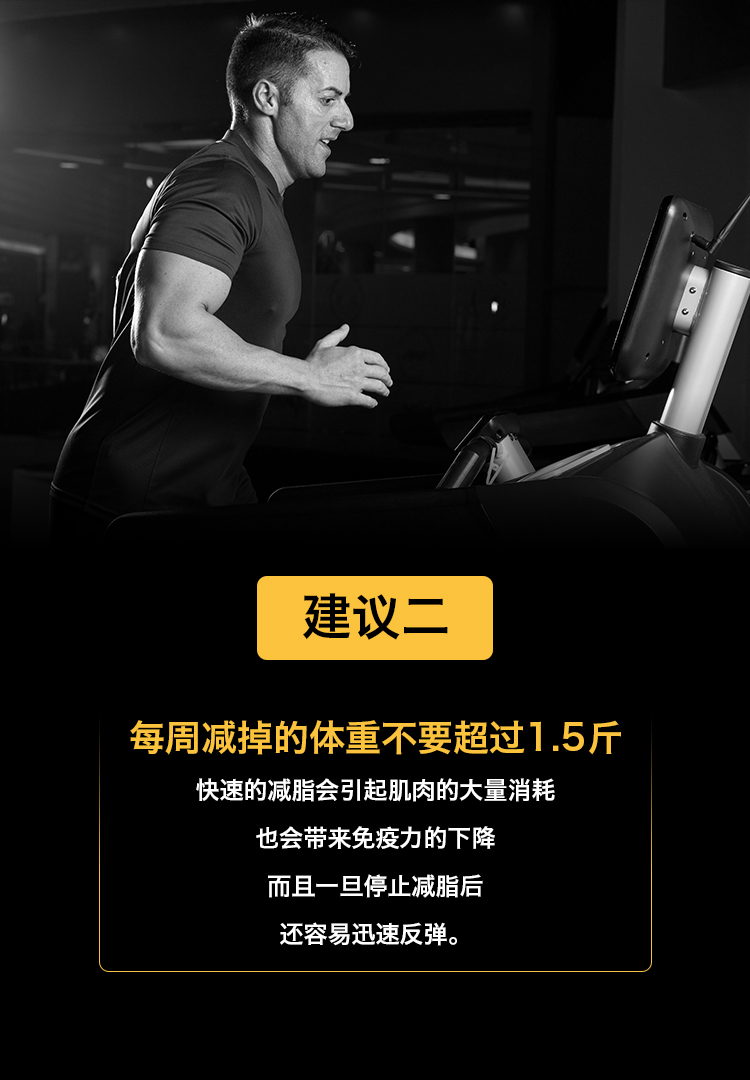 建议二
每周减掉的体重不要超过1.5斤
快速的减脂会引起肌肉的大量消耗
也会带来免疫力的下降
而且一旦停止减脂后
还容易迅速反弹。